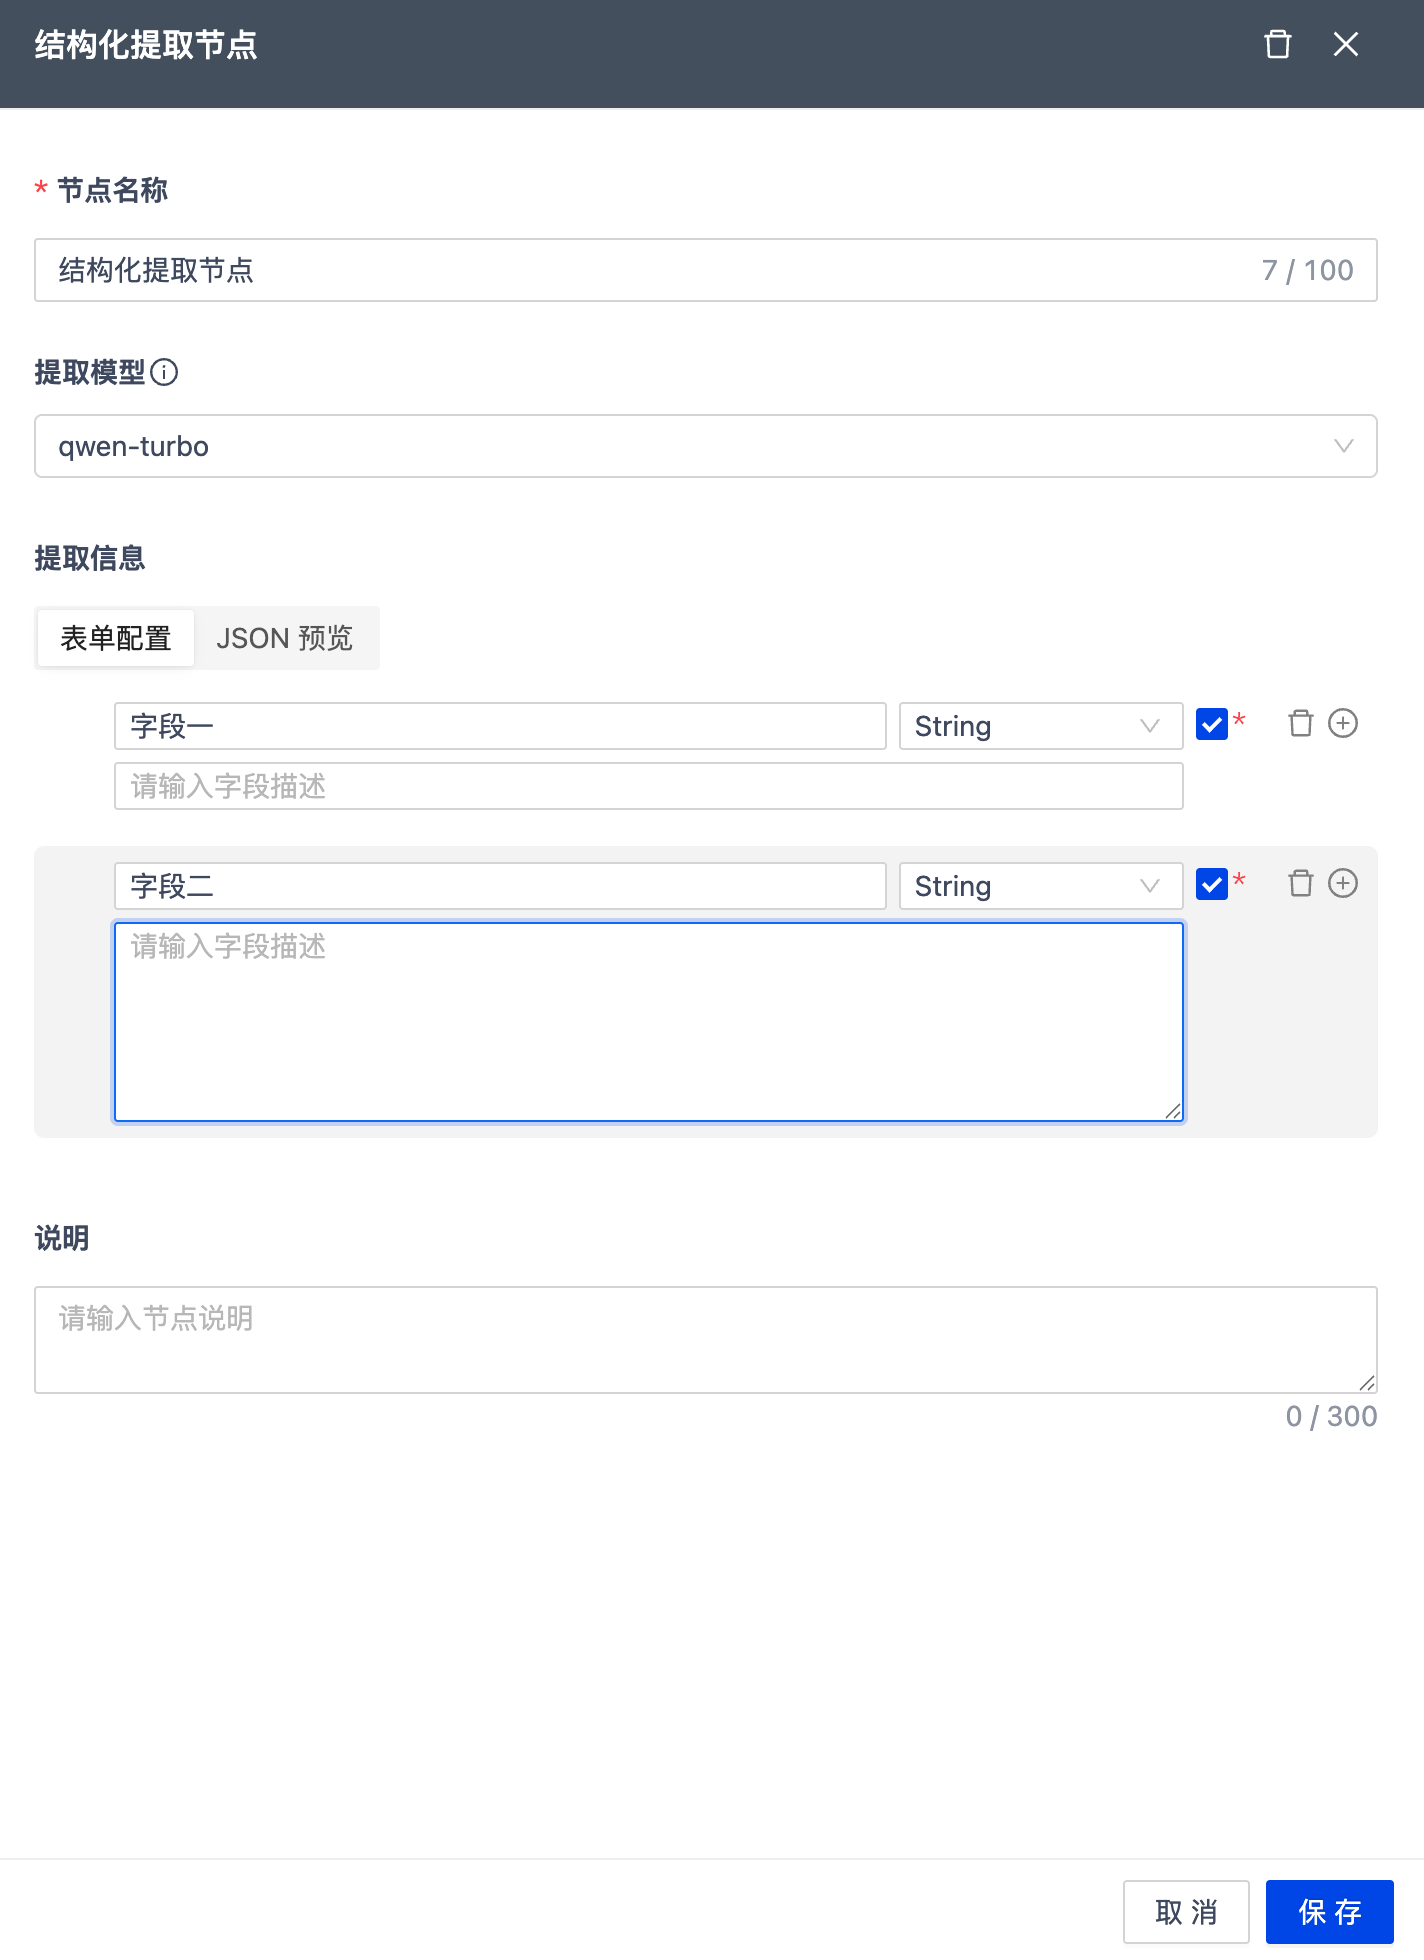 结构化提取节点
* 节点名称
结构化提取节点 7 / 100
提取模型
qwen-turbo
提取信息
表单配置 JSON 预览
字段一 String *
请输入字段描述
字段二 String *
请输入字段描述
说明
请输入节点说明
0 / 300
取 消 保 存